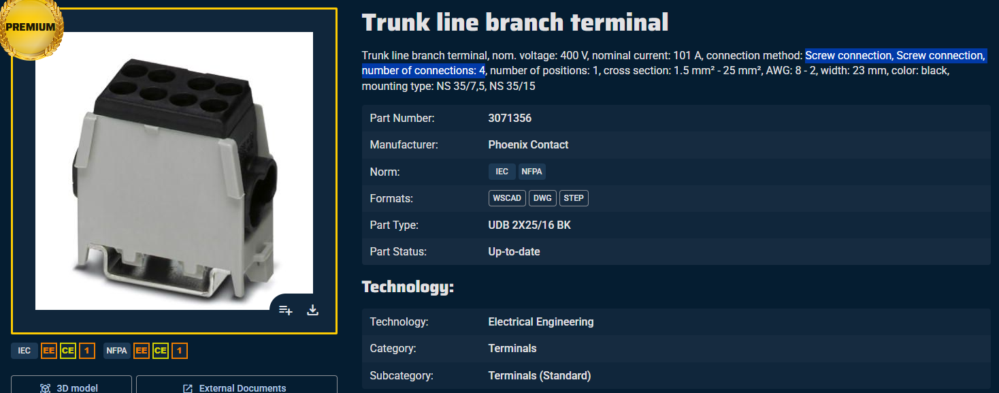 PREMIUM
Trunk line branch terminal
Trunk line branch terminal, nom. voltage: 400 V, nominal current: 101 A, connection method: Screw connection, Screw connection,
number of connections: 4, number of positions: 1, cross section: 1.5 mm² - 25 mm², AWG: 8 - 2, width: 23 mm, color: black,
mounting type: NS 35/7,5, NS 35/15
Part Number: 3071356
Manufacturer: Phoenix Contact
Norm: IEC NFPA
Formats: WSCAD DWG STEP
Part Type: UDB 2X25/16 BK
Part Status: Up-to-date
Technology:
Technology: Electrical Engineering
Category: Terminals
Subcategory: Terminals (Standard)
IEC EE CE 1 NFPA EE CE 1
3D model External Documents